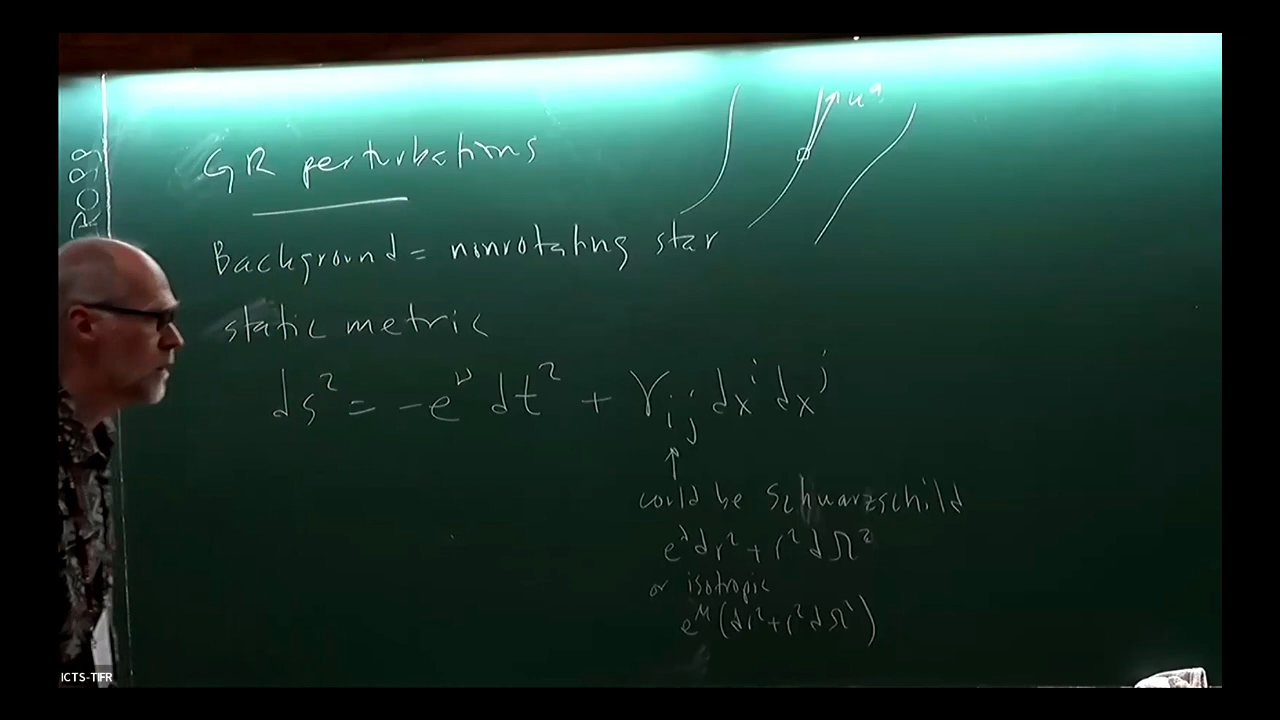 GR perturbations
u^a
Background = nonrotating star
static metric
ds² = -e^ν dt² + γ_ij dx^i dx^j
↑
could be Schwarzschild
e^λ dr² + r² dΩ²
or isotropic
e^μ (dr² + r² dΩ²)
ICTS-TIFR